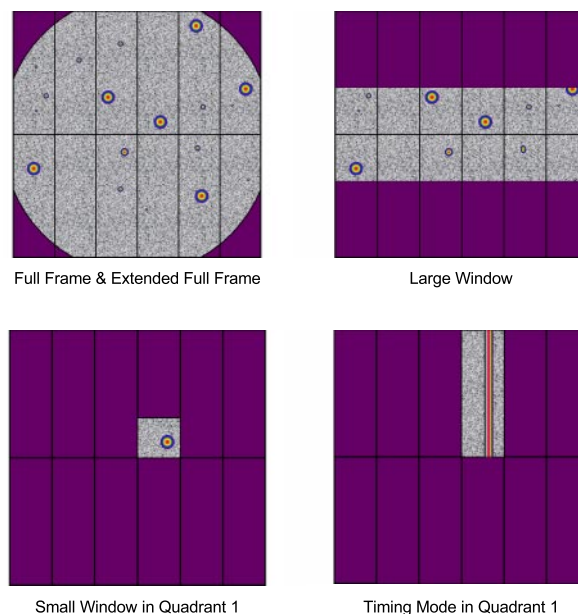 Full Frame & Extended Full Frame
Large Window
Small Window in Quadrant 1
Timing Mode in Quadrant 1